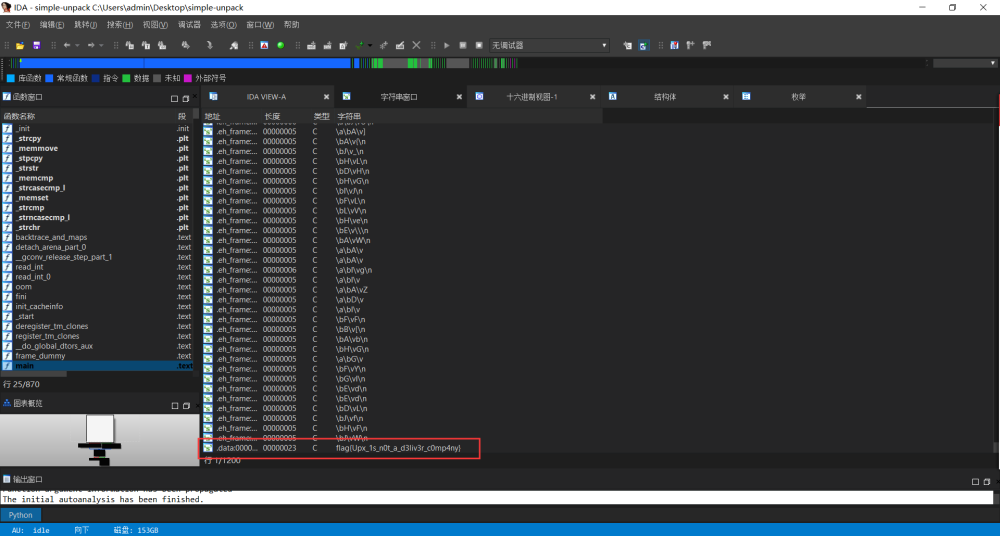 IDA - simple-unpack C:\Users\admin\Desktop\simple-unpack
文件(F) 编辑(E) 跳转(J) 搜索(H) 视图(V) 调试器 选项(O) 窗口(W) 帮助
无调试器
库函数 常规函数 指令 数据 未知 外部符号
函数窗口
IDA VIEW-A 字符串窗口 十六进制视图-1 结构体 枚举
函数名称 段
_init .init
_strcpy .plt
_memmove .plt
_stpcpy .plt
_strstr .plt
_memcmp .plt
_strcasecmp_l .plt
_memset .plt
_strcmp .plt
_strncasecmp_l .plt
_strchr .plt
backtrace_and_maps .text
detach_arena_part_0 .text
__gconv_release_step_part_1 .text
read_int .text
read_int_0 .text
oom .text
fini .text
init_cacheinfo .text
_start .text
deregister_tm_clones .text
register_tm_clones .text
__do_global_dtors_aux .text
frame_dummy .text
main .text
行 25/870
图表概览
地址 长度 类型 字符串
.eh_frame:... 00000005 C \a\bA\v]
.eh_frame:... 00000005 C \bA\v[\n
.eh_frame:... 00000005 C \bJ\v_\n
.eh_frame:... 00000005 C \bH\vL\n
.eh_frame:... 00000005 C \bD\vH\n
.eh_frame:... 00000005 C \bH\vG\n
.eh_frame:... 00000005 C \bI\vJ\n
.eh_frame:... 00000005 C \bF\vL\n
.eh_frame:... 00000005 C \bL\vV\n
.eh_frame:... 00000005 C \bH\ve\n
.eh_frame:... 00000005 C \bE\v\\\n
.eh_frame:... 00000005 C \bA\vW\n
.eh_frame:... 00000005 C \a\bA\v
.eh_frame:... 00000005 C \a\bA\v
.eh_frame:... 00000006 C \a\bI\vg\n
.eh_frame:... 00000005 C \a\bI\v
.eh_frame:... 00000005 C \a\bA\vZ
.eh_frame:... 00000005 C \a\bD\v
.eh_frame:... 00000005 C \a\bI\v
.eh_frame:... 00000005 C \bF\vF\n
.eh_frame:... 00000005 C \bB\v[\n
.eh_frame:... 00000005 C \bA\vb\n
.eh_frame:... 00000005 C \bH\vG\n
.eh_frame:... 00000005 C \a\bG\v
.eh_frame:... 00000005 C \bF\vY\n
.eh_frame:... 00000005 C \bG\vI\n
.eh_frame:... 00000005 C \bE\vd\n
.eh_frame:... 00000005 C \bE\vd\n
.eh_frame:... 00000005 C \bD\vL\n
.eh_frame:... 00000005 C \bJ\vf\n
.eh_frame:... 00000005 C \bH\vF\n
.eh_frame:... 00000005 C \bJ\vW\n
.data:0000... 00000023 C flag{Upx_1s_n0t_a_d3liv3r_c0mp4ny}
行 1/1200
输出窗口
The initial autoanalysis has been finished.
Python
AU: idle 向下 磁盘: 153GB